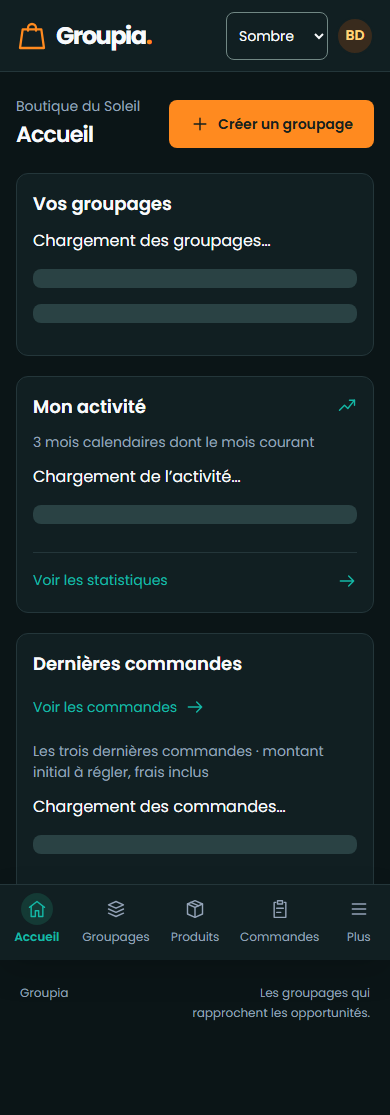 Groupia.
Sombre
BD
Boutique du Soleil
Accueil
Créer un groupage
Vos groupages
Chargement des groupages…
Mon activité
3 mois calendaires dont le mois courant
Chargement de l’activité…
Voir les statistiques
Dernières commandes
Voir les commandes
Les trois dernières commandes · montant
initial à régler, frais inclus
Chargement des commandes…
Accueil
Groupages
Produits
Commandes
Plus
Groupia
Les groupages qui
rapprochent les opportunités.